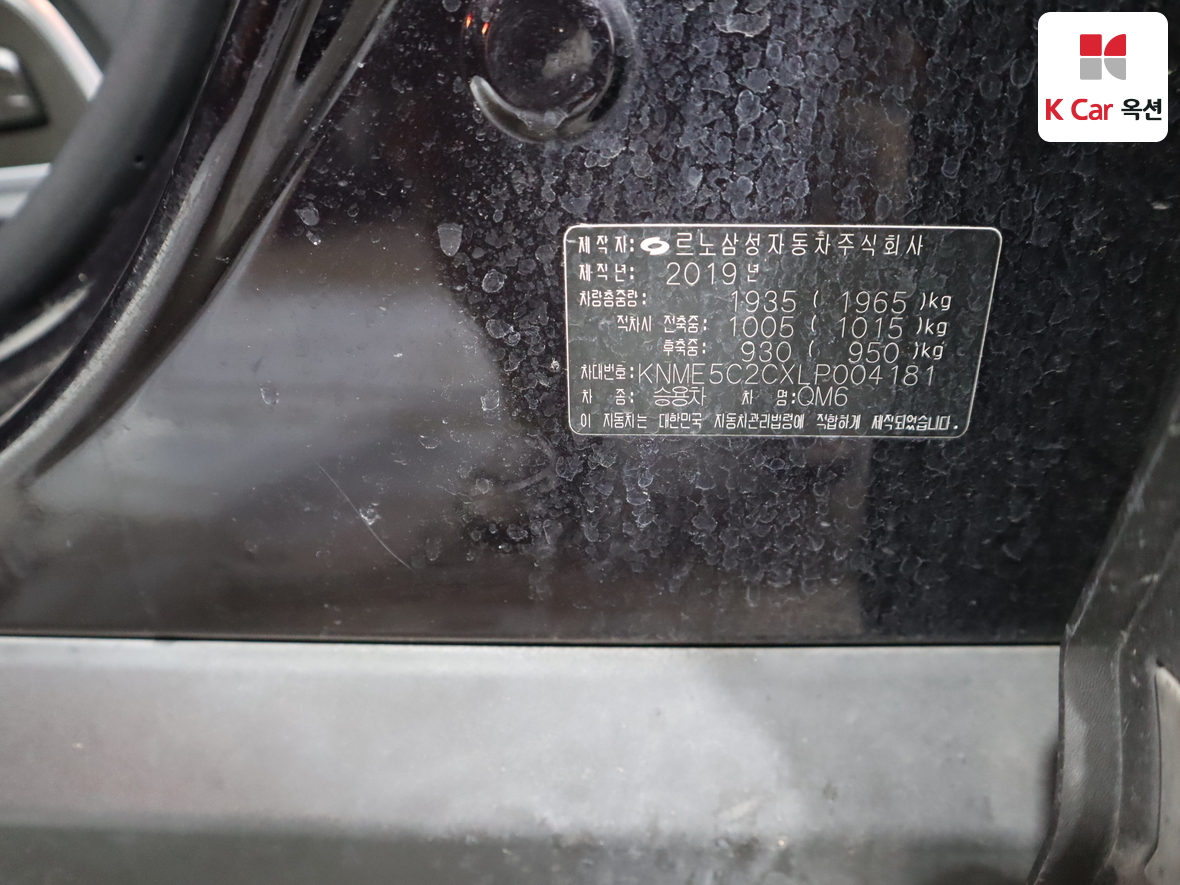 K Car 옥션
제 작 자: 르노삼성자동차주식회사
제 작 년: 2019 년
차량총중량: 1935 ( 1965 )kg
적차시 전축중: 1005 ( 1015 )kg
후축중: 930 ( 950 )kg
차대번호: KNME5C2CXLP004181
차 종: 승용차 차 명: QM6
이 자동차는 대한민국 자동차관리법령에 적합하게 제작되었습니다.